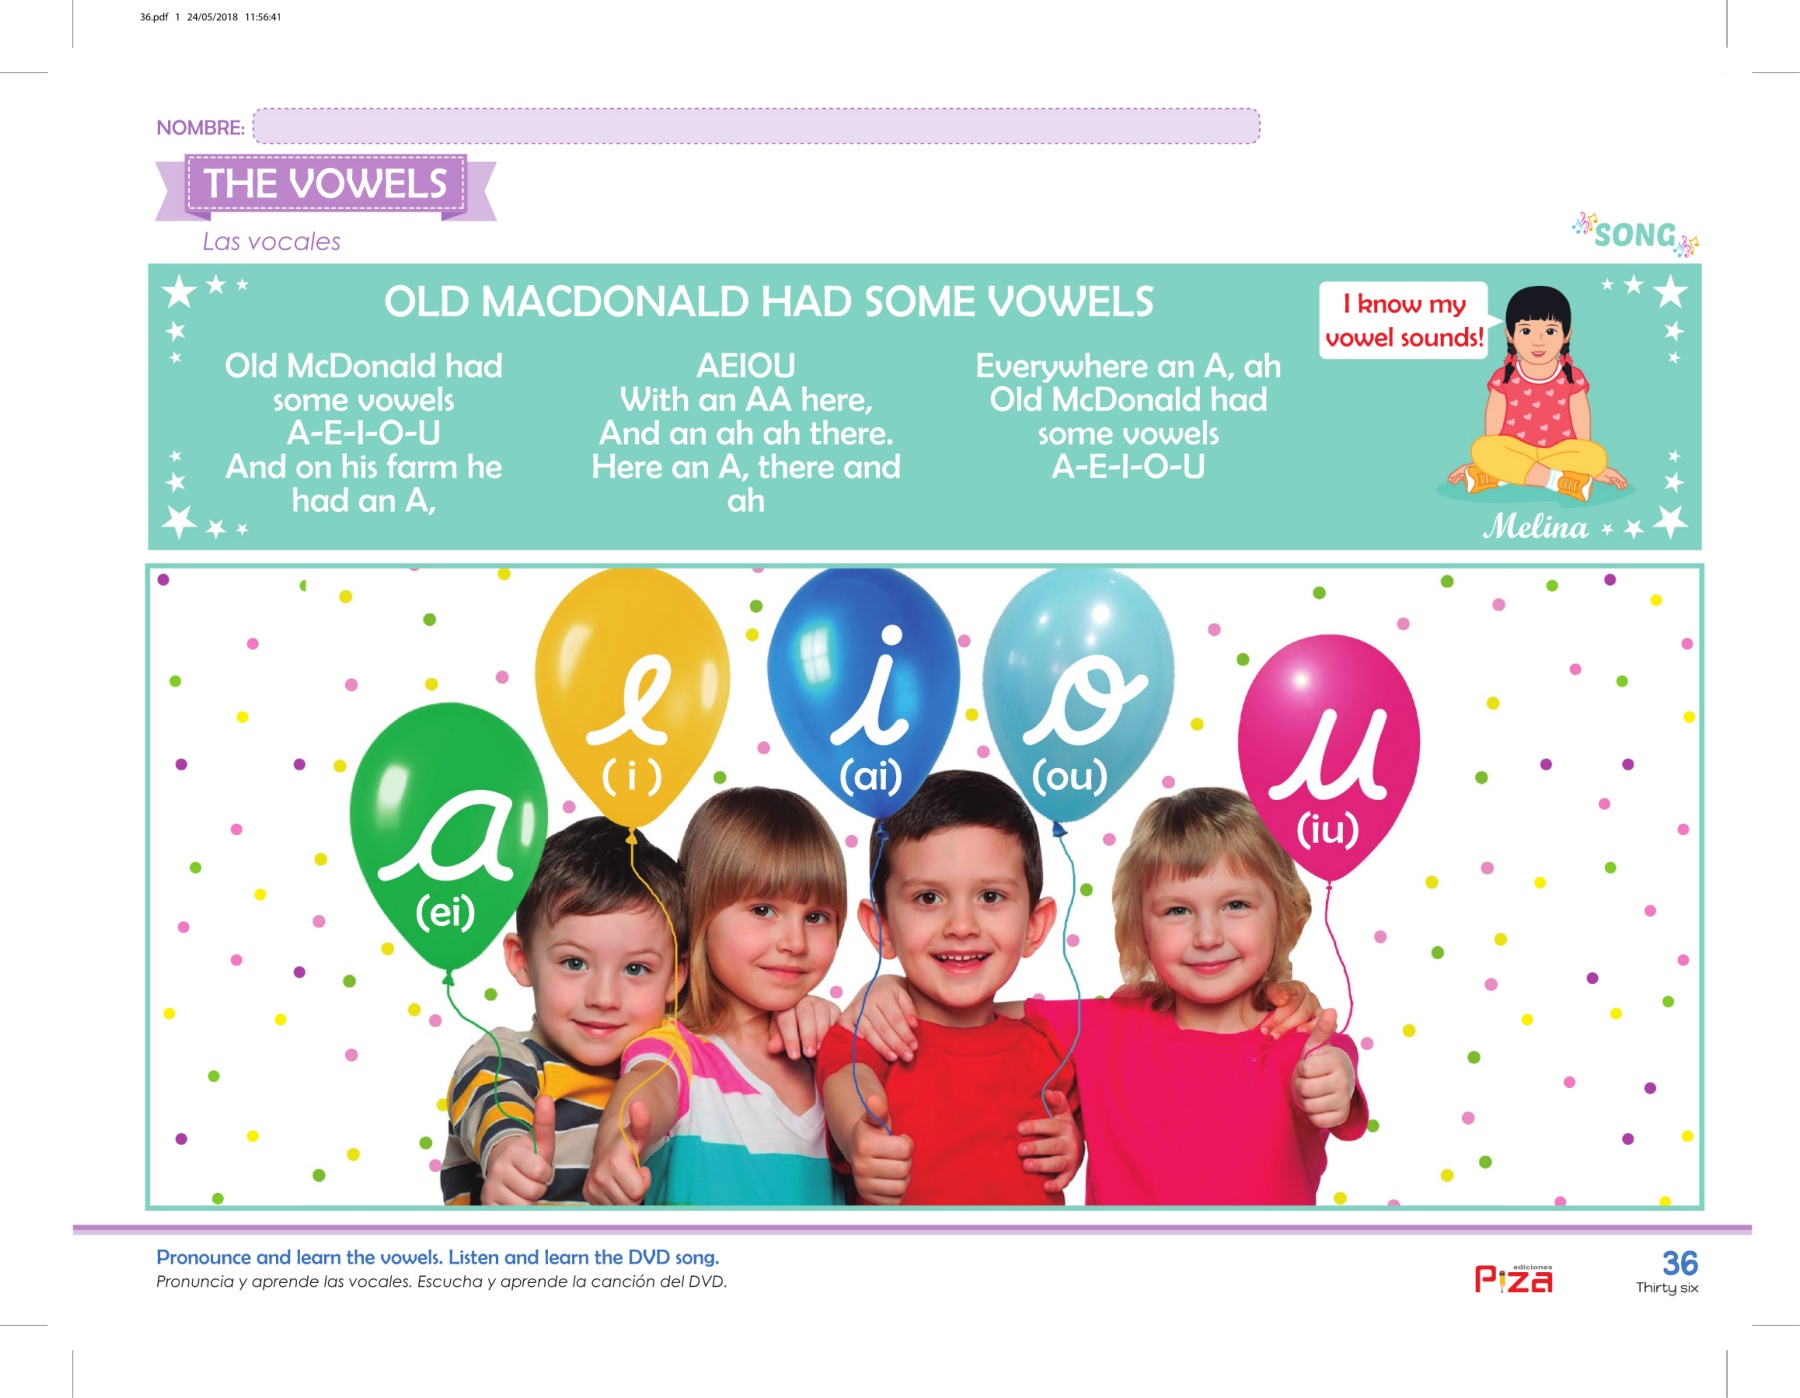 36.pdf 1 24/05/2018 11:56:41
NOMBRE:
THE VOWELS
Las vocales
SONG
OLD MACDONALD HAD SOME VOWELS
Old McDonald had
some vowels
A-E-I-O-U
And on his farm he
had an A,
AEIOU
With an AA here,
And an ah ah there.
Here an A, there and
ah
Everywhere an A, ah
Old McDonald had
some vowels
A-E-I-O-U
I know my
vowel sounds!
Melina
a
(ei)
e
(i)
i
(ai)
o
(ou)
u
(iu)
Pronounce and learn the vowels. Listen and learn the DVD song.
Pronuncia y aprende las vocales. Escucha y aprende la canción del DVD.
ediciones
Piza
36
Thirty six